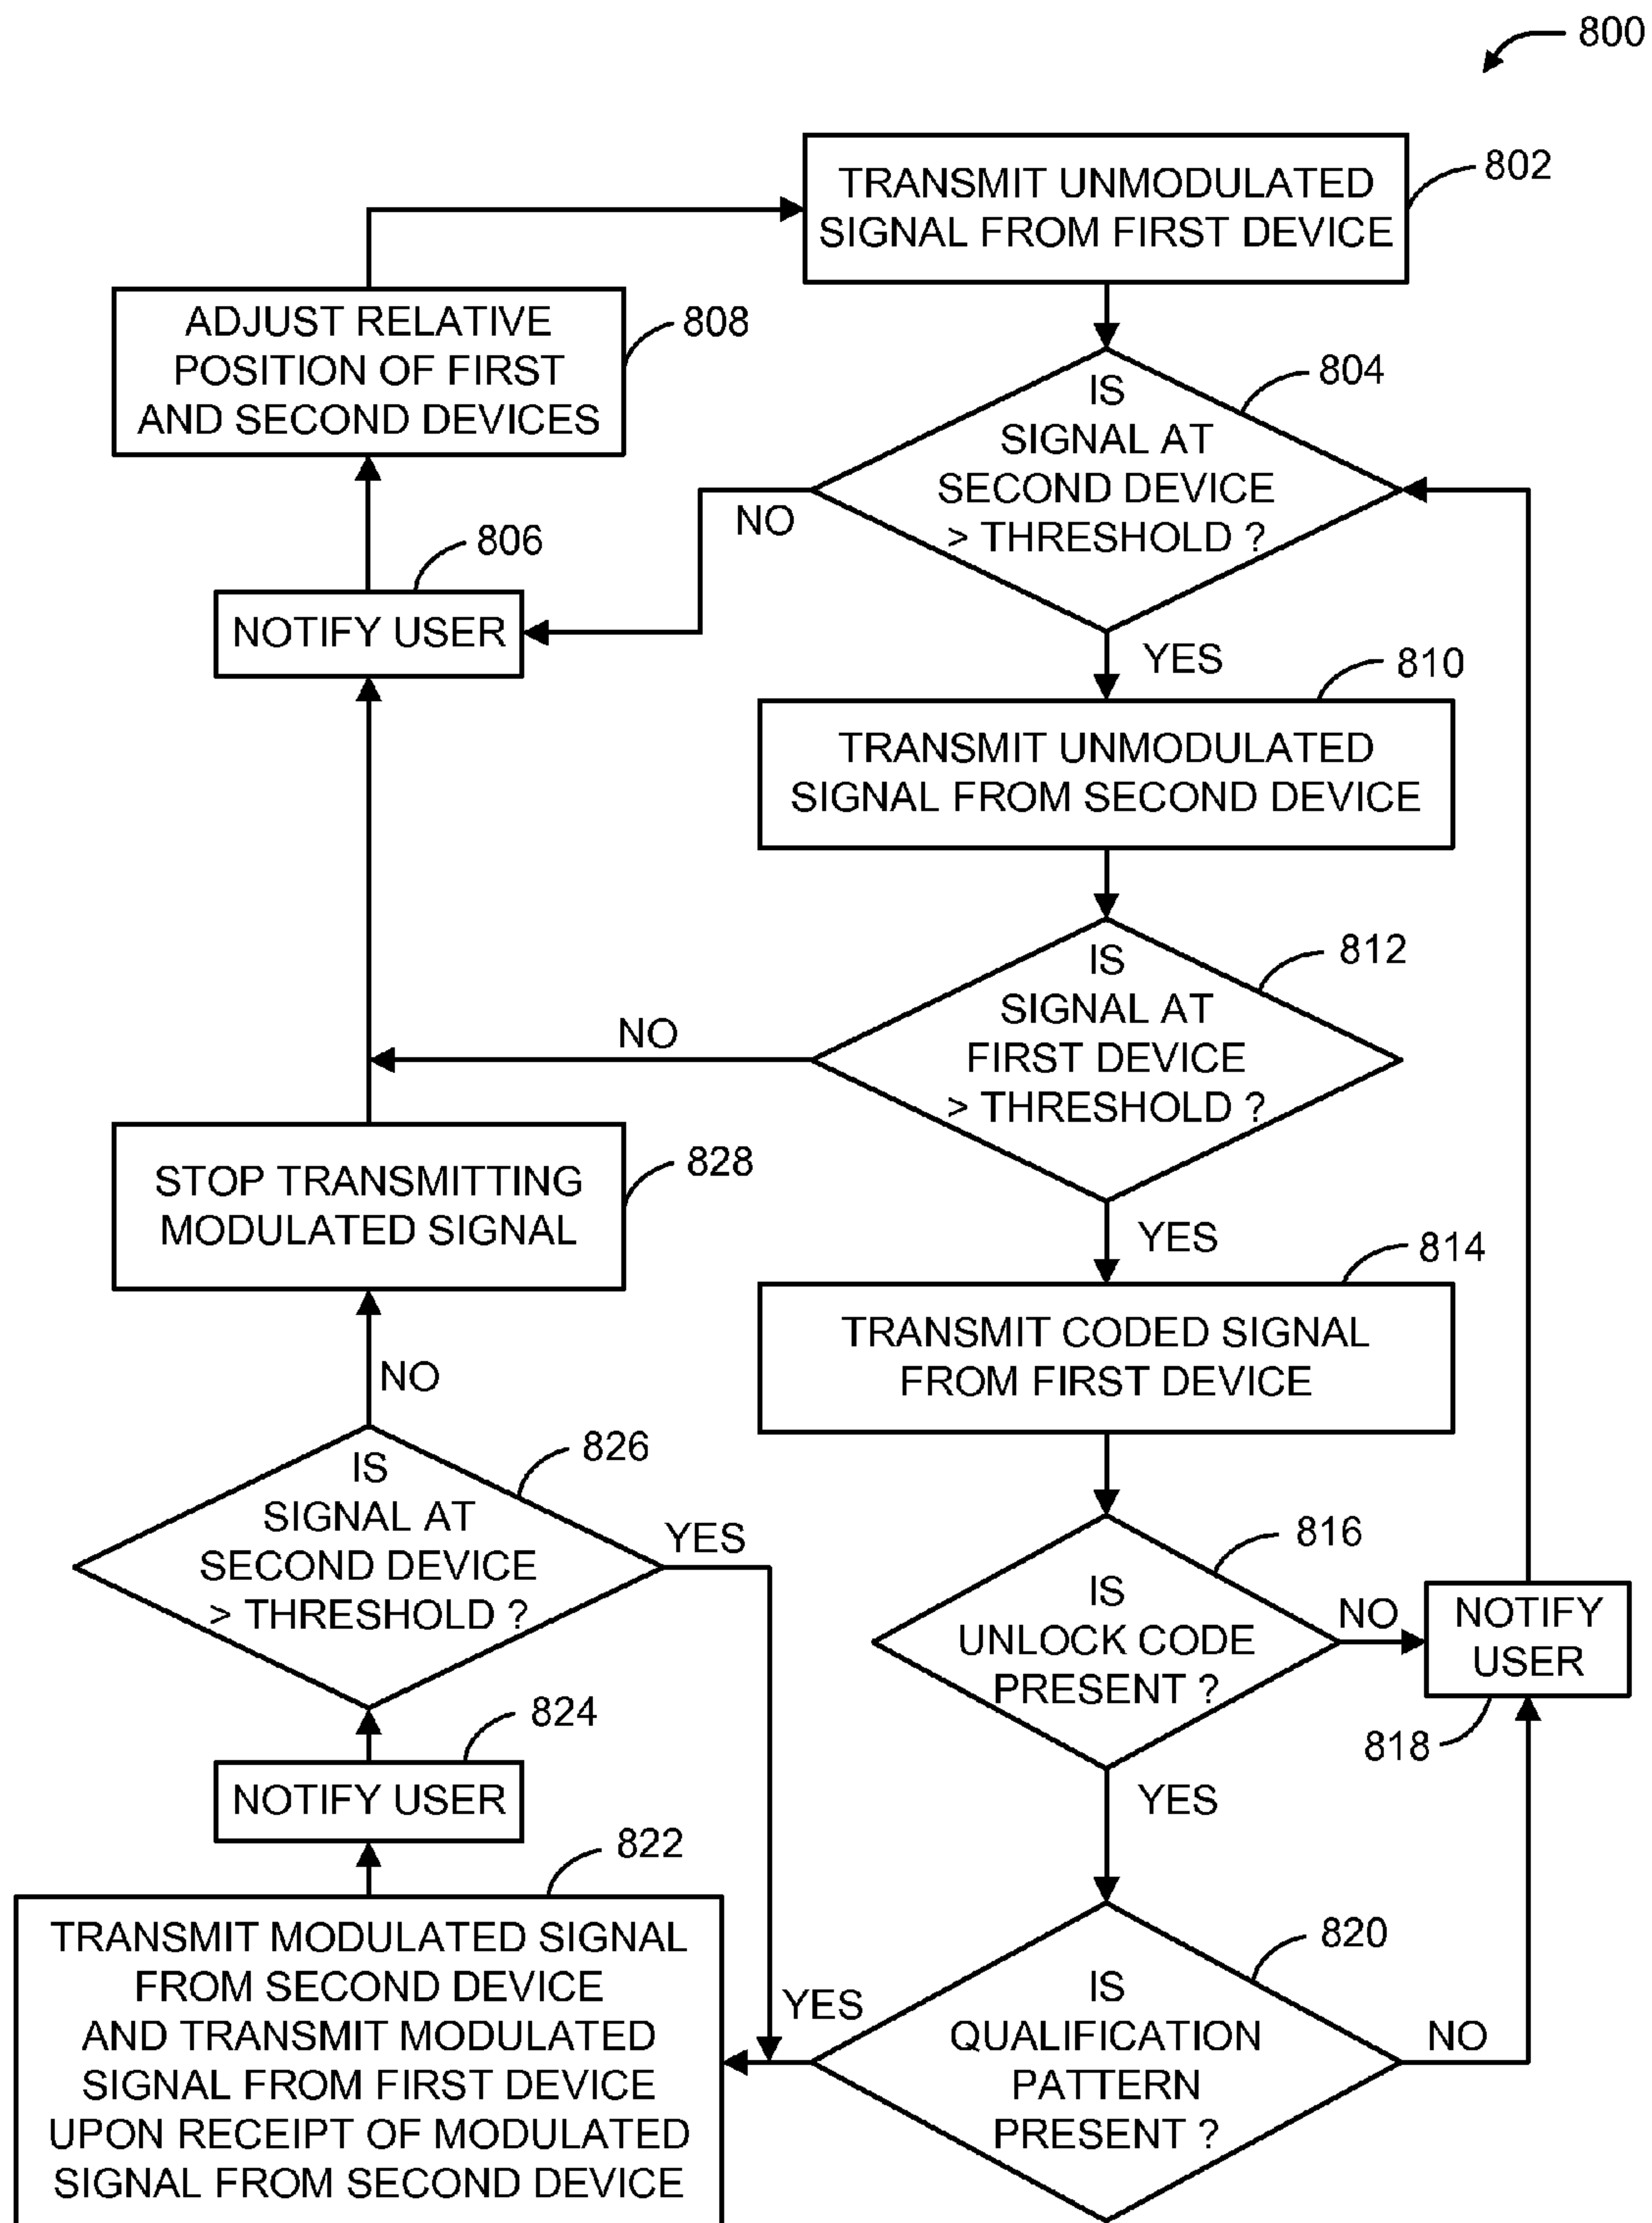 800
TRANSMIT UNMODULATED
SIGNAL FROM FIRST DEVICE
802
ADJUST RELATIVE
POSITION OF FIRST
AND SECOND DEVICES
808
IS
SIGNAL AT
SECOND DEVICE
> THRESHOLD ?
804
NO
806
NOTIFY USER
YES
810
TRANSMIT UNMODULATED
SIGNAL FROM SECOND DEVICE
IS
SIGNAL AT
FIRST DEVICE
> THRESHOLD ?
812
NO
STOP TRANSMITTING
MODULATED SIGNAL
828
YES
814
TRANSMIT CODED SIGNAL
FROM FIRST DEVICE
NO
IS
SIGNAL AT
SECOND DEVICE
> THRESHOLD ?
826
YES
IS
UNLOCK CODE
PRESENT ?
816
NO
NOTIFY
USER
818
824
NOTIFY USER
YES
822
TRANSMIT MODULATED SIGNAL
FROM SECOND DEVICE
AND TRANSMIT MODULATED
SIGNAL FROM FIRST DEVICE
UPON RECEIPT OF MODULATED
SIGNAL FROM SECOND DEVICE
YES
IS
QUALIFICATION
PATTERN
PRESENT ?
820
NO